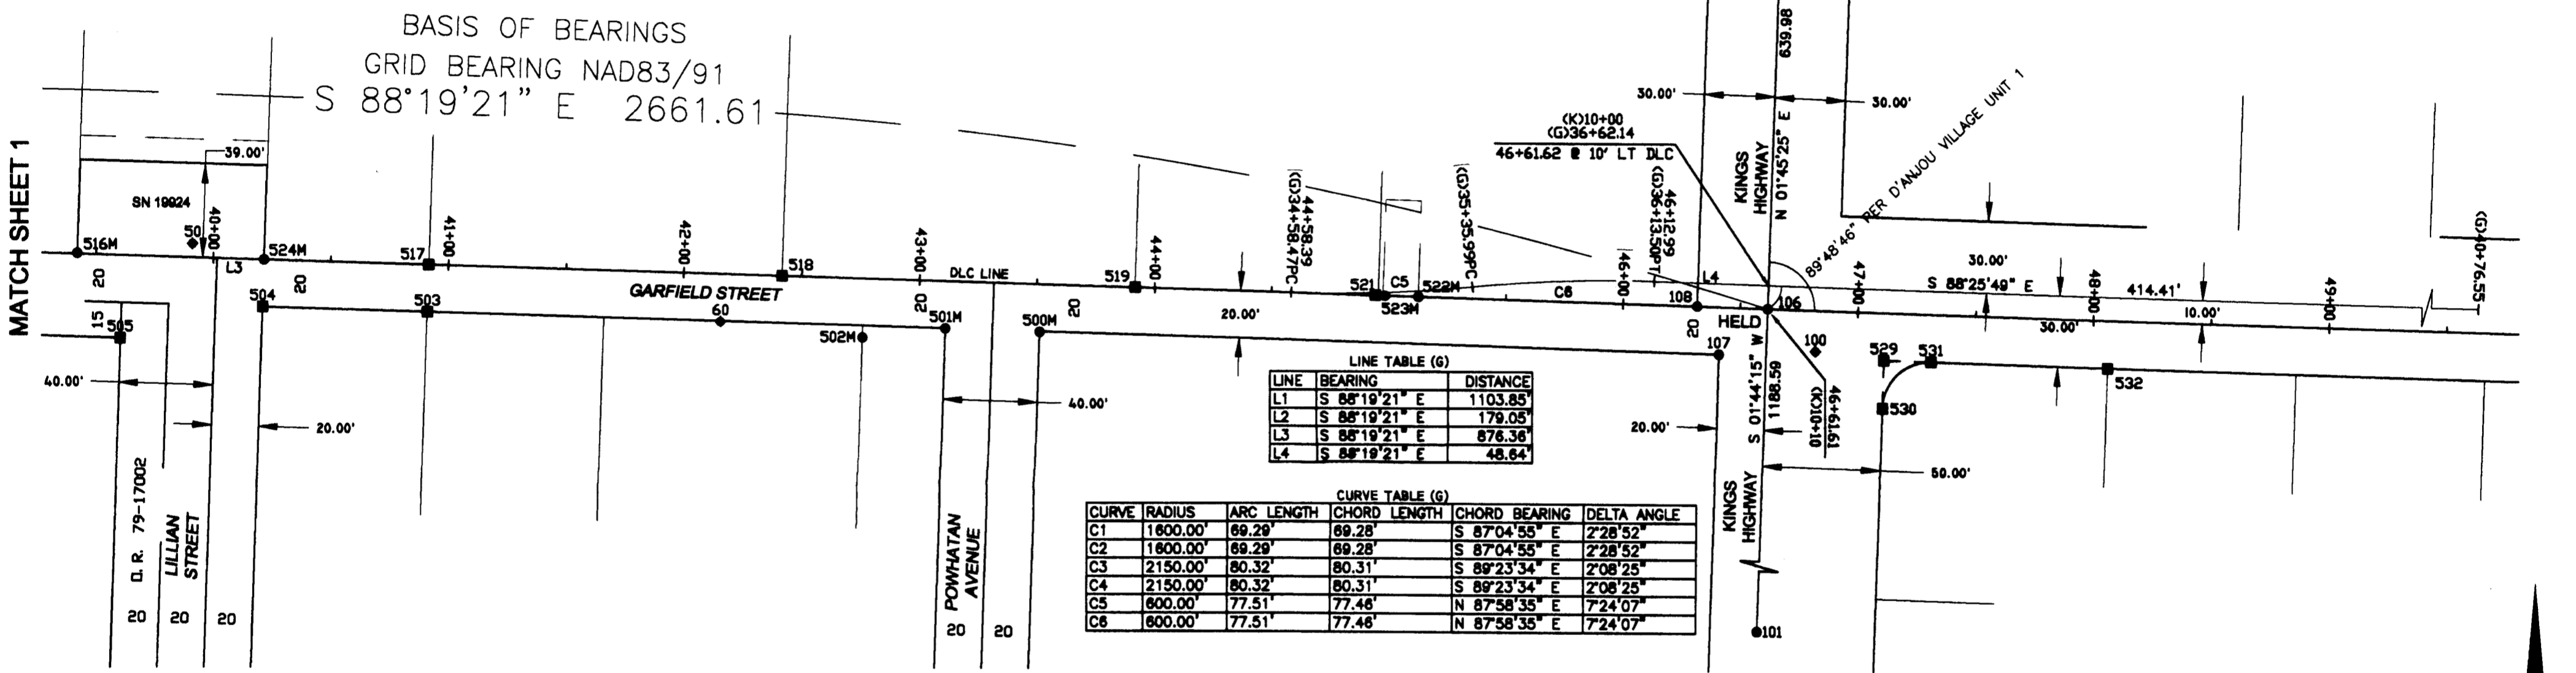 BASIS OF BEARINGS
GRID BEARING NAD83/91
S 88°19'21" E 2661.61
MATCH SHEET 1
39.00'
SN 19924
516M
50
40+00
L3
524M
517
41+00
42+00
518
43+00
DLC LINE
GARFIELD STREET
519
44+00
44+58.39
(G)34+58.47PC
521
C5
522M
523M
(G)35+35.99PC
C6
46+00
46+12.99
(G)36+13.50PT
L4
108
(K)10+00
(G)36+62.14
46+61.62 @ 10' LT DLC
30.00'
30.00'
639.98
KINGS
HIGHWAY
N 01°45'25" E
89°48'46" PER D'ANJOU VILLAGE UNIT 1
106
HELD
47+00
30.00'
S 88°25'49" E
414.41'
48+00
30.00'
10.00'
49+00
(G)40+76.55
20
15
505
504
20
503
60
502M
20
501M
500M
20
20.00'
20
107
100
529
531
532
530
46+61.61
(K)10+10
40.00'
20.00'
40.00'
20.00'
50.00'
S 01°44'15" W
1188.59
KINGS
HIGHWAY
101
O.R. 79-17002
LILLIAN
STREET
20 20 20
POWHATAN
AVENUE
20 20
LINE TABLE (G)
LINE BEARING DISTANCE
L1 S 88°19'21" E 1103.85'
L2 S 88°19'21" E 179.05'
L3 S 88°19'21" E 876.36'
L4 S 88°19'21" E 48.64'
CURVE TABLE (G)
CURVE RADIUS ARC LENGTH CHORD LENGTH CHORD BEARING DELTA ANGLE
C1 1600.00' 69.29' 69.28' S 87°04'55" E 2°28'52"
C2 1600.00' 69.29' 69.28' S 87°04'55" E 2°28'52"
C3 2150.00' 80.32' 80.31' S 89°23'34" E 2°08'25"
C4 2150.00' 80.32' 80.31' S 89°23'34" E 2°08'25"
C5 600.00' 77.51' 77.46' N 87°58'35" E 7°24'07"
C6 600.00' 77.51' 77.46' N 87°58'35" E 7°24'07"